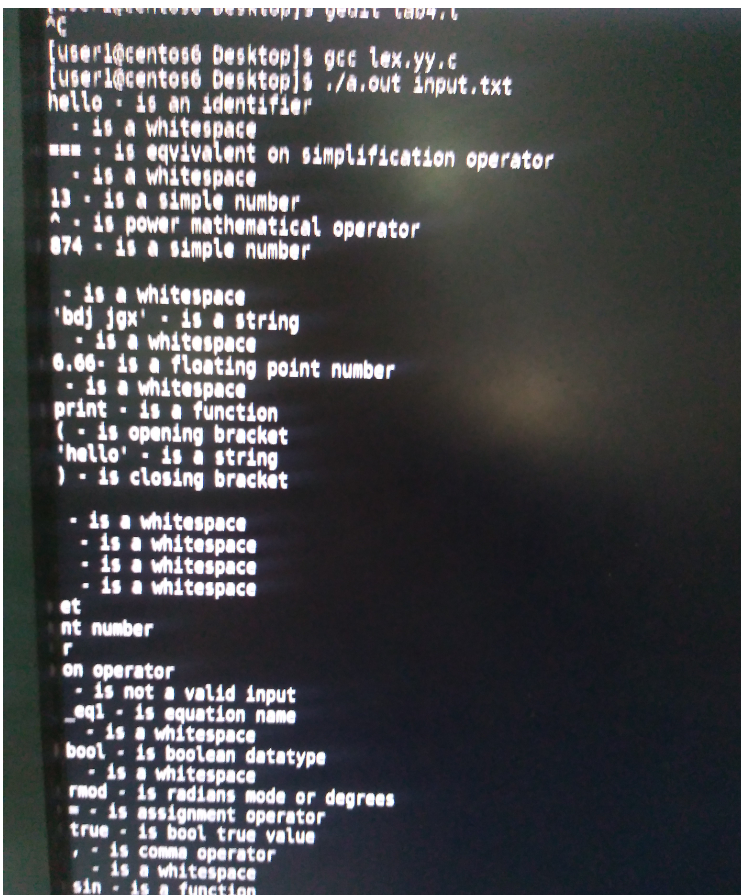 [user1@centos6 Desktop]$ gedit lab4.l
^C
[user1@centos6 Desktop]$ gcc lex.yy.c
[user1@centos6 Desktop]$ ./a.out input.txt
hello - is an identifier
- is a whitespace
=== - is eqvivalent on simplification operator
- is a whitespace
13 - is a simple number
^ - is power mathematical operator
874 - is a simple number
- is a whitespace
'bdj jgx' - is a string
- is a whitespace
6.66- is a floating point number
- is a whitespace
print - is a function
( - is opening bracket
'hello' - is a string
) - is closing bracket
- is a whitespace
- is a whitespace
- is a whitespace
- is a whitespace
et
nt number
r
on operator
- is not a valid input
_eq1 - is equation name
- is a whitespace
bool - is boolean datatype
- is a whitespace
rmod - is radians mode or degrees
= - is assignment operator
true - is bool true value
, - is comma operator
- is a whitespace
sin - is a function